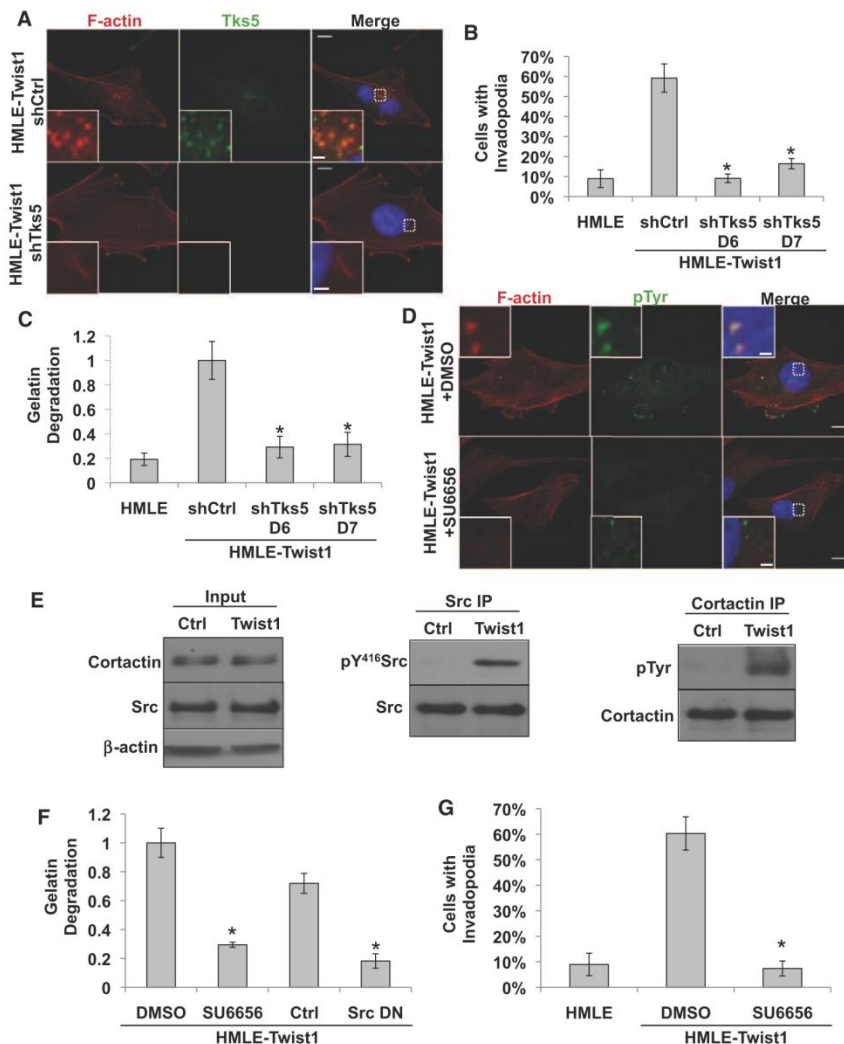 A
F-actin Tks5 Merge
HMLE-Twist1
shCtrl
HMLE-Twist1
shTks5
B
Cells with
Invadopodia
70%
60%
50%
40%
30%
20%
10%
0%
*
*
HMLE shCtrl shTks5 shTks5
D6 D7
HMLE-Twist1
C
Gelatin
Degradation
1.2
1
0.8
0.6
0.4
0.2
0
*
*
HMLE shCtrl shTks5 shTks5
D6 D7
HMLE-Twist1
D
F-actin pTyr Merge
HMLE-Twist1
+DMSO
HMLE-Twist1
+SU6656
E
Input
Ctrl Twist1
Cortactin
Src
β-actin
Src IP
Ctrl Twist1
pY⁴¹⁶Src
Src
Cortactin IP
Ctrl Twist1
pTyr
Cortactin
F
Gelatin
Degradation
1.2
1
0.8
0.6
0.4
0.2
0
*
*
DMSO SU6656 Ctrl Src DN
HMLE-Twist1
G
Cells with
Invadopodia
70%
60%
50%
40%
30%
20%
10%
0%
*
HMLE DMSO SU6656
HMLE-Twist1